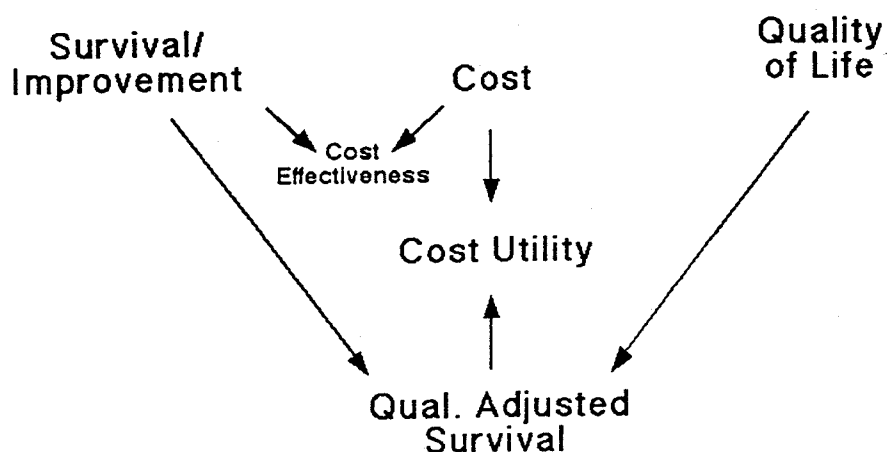 Survival/
Improvement
Cost
Quality
of Life
Cost
Effectiveness
Cost Utility
Qual. Adjusted
Survival